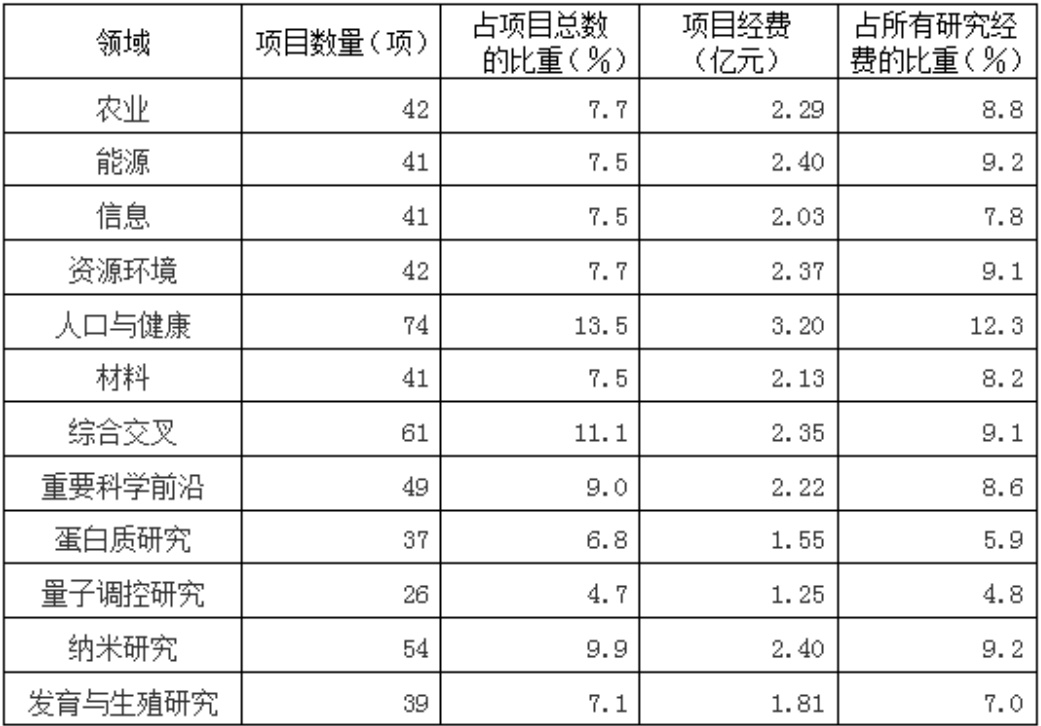 领域 项目数量(项) 占项目总数的比重(%) 项目经费(亿元) 占所有研究经费的比重(%)
农业 42 7.7 2.29 8.8
能源 41 7.5 2.40 9.2
信息 41 7.5 2.03 7.8
资源环境 42 7.7 2.37 9.1
人口与健康 74 13.5 3.20 12.3
材料 41 7.5 2.13 8.2
综合交叉 61 11.1 2.35 9.1
重要科学前沿 49 9.0 2.22 8.6
蛋白质研究 37 6.8 1.55 5.9
量子调控研究 26 4.7 1.25 4.8
纳米研究 54 9.9 2.40 9.2
发育与生殖研究 39 7.1 1.81 7.0